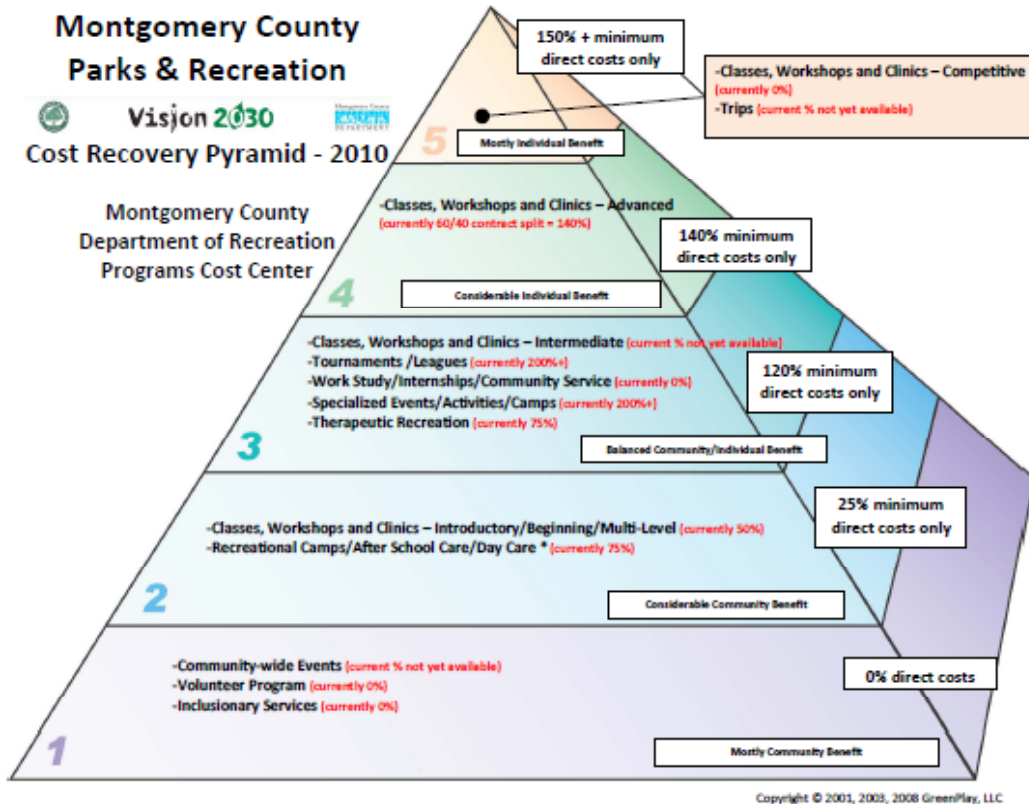 Montgomery County
Parks & Recreation
Vision 2030
Montgomery County
DEPARTMENT
Cost Recovery Pyramid - 2010
Montgomery County
Department of Recreation
Programs Cost Center
150% + minimum
direct costs only
-Classes, Workshops and Clinics – Competitive
(currently 0%)
-Trips (current % not yet available)
5
Mostly Individual Benefit
-Classes, Workshops and Clinics – Advanced
(currently 60/40 contract split = 140%)
140% minimum
direct costs only
4
Considerable Individual Benefit
-Classes, Workshops and Clinics – Intermediate (current % not yet available)
-Tournaments /Leagues (currently 200%+)
-Work Study/Internships/Community Service (currently 0%)
-Specialized Events/Activities/Camps (currently 200%+)
-Therapeutic Recreation (currently 75%)
120% minimum
direct costs only
3
Balanced Community/Individual Benefit
25% minimum
direct costs only
-Classes, Workshops and Clinics – Introductory/Beginning/Multi-Level (currently 50%)
-Recreational Camps/After School Care/Day Care * (currently 75%)
2
Considerable Community Benefit
-Community-wide Events (current % not yet available)
-Volunteer Program (currently 0%)
-Inclusionary Services (currently 0%)
0% direct costs
1
Mostly Community Benefit
Copyright © 2001, 2003, 2008 GreenPlay, LLC